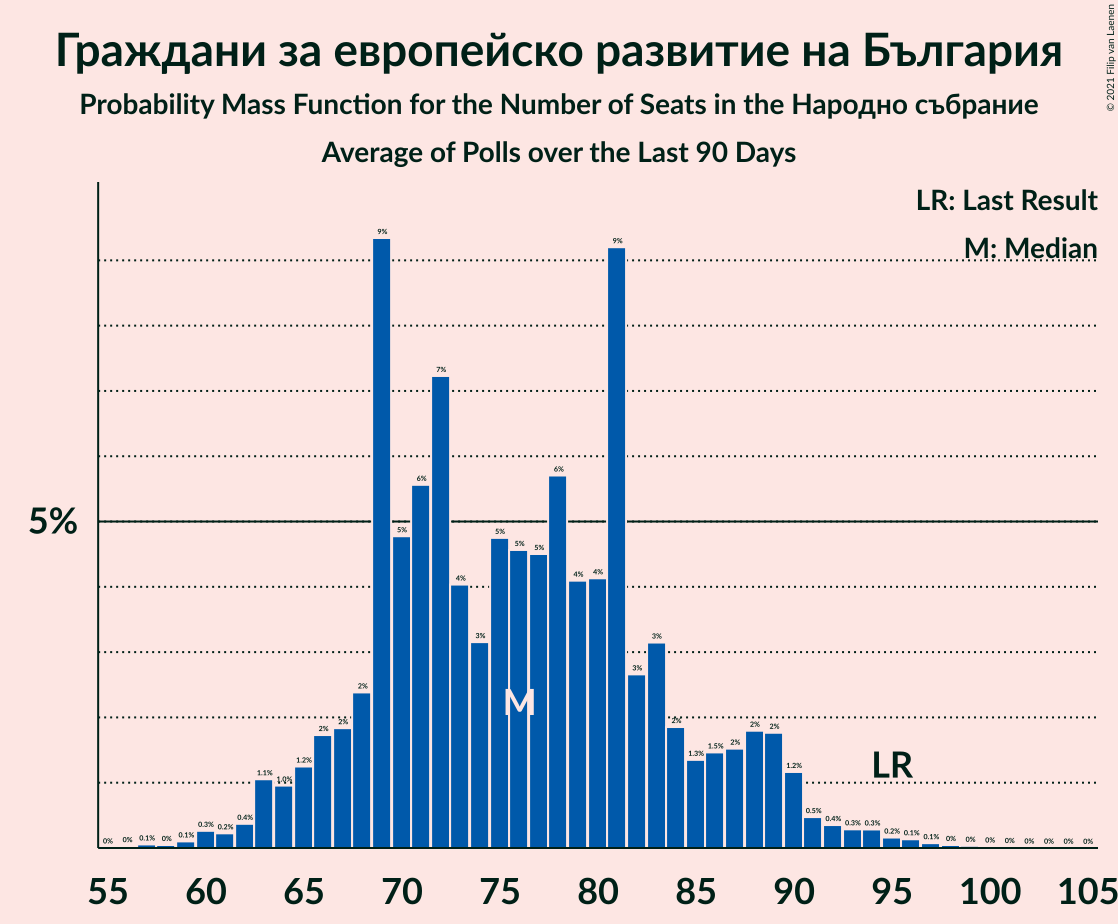 Граждани за европейско развитие на България
Probability Mass Function for the Number of Seats in the Народно събрание
Average of Polls over the Last 90 Days
© 2021 Filip van Laenen
LR: Last Result
M: Median
5%
0% 0% 0.1% 0% 0.1% 0.3% 0.2% 0.4% 1.1% 1.0% 1.2% 2% 2% 2% 9% 5% 6% 7% 4% 3% 5% 5% 5% 6% 4% 4% 9% 3% 3% 2% 1.3% 1.5% 2% 2% 2% 1.2% 0.5% 0.4% 0.3% 0.3% 0.2% 0.1% 0.1% 0% 0% 0% 0% 0% 0% 0% 0%
M
LR
55 60 65 70 75 80 85 90 95 100 105